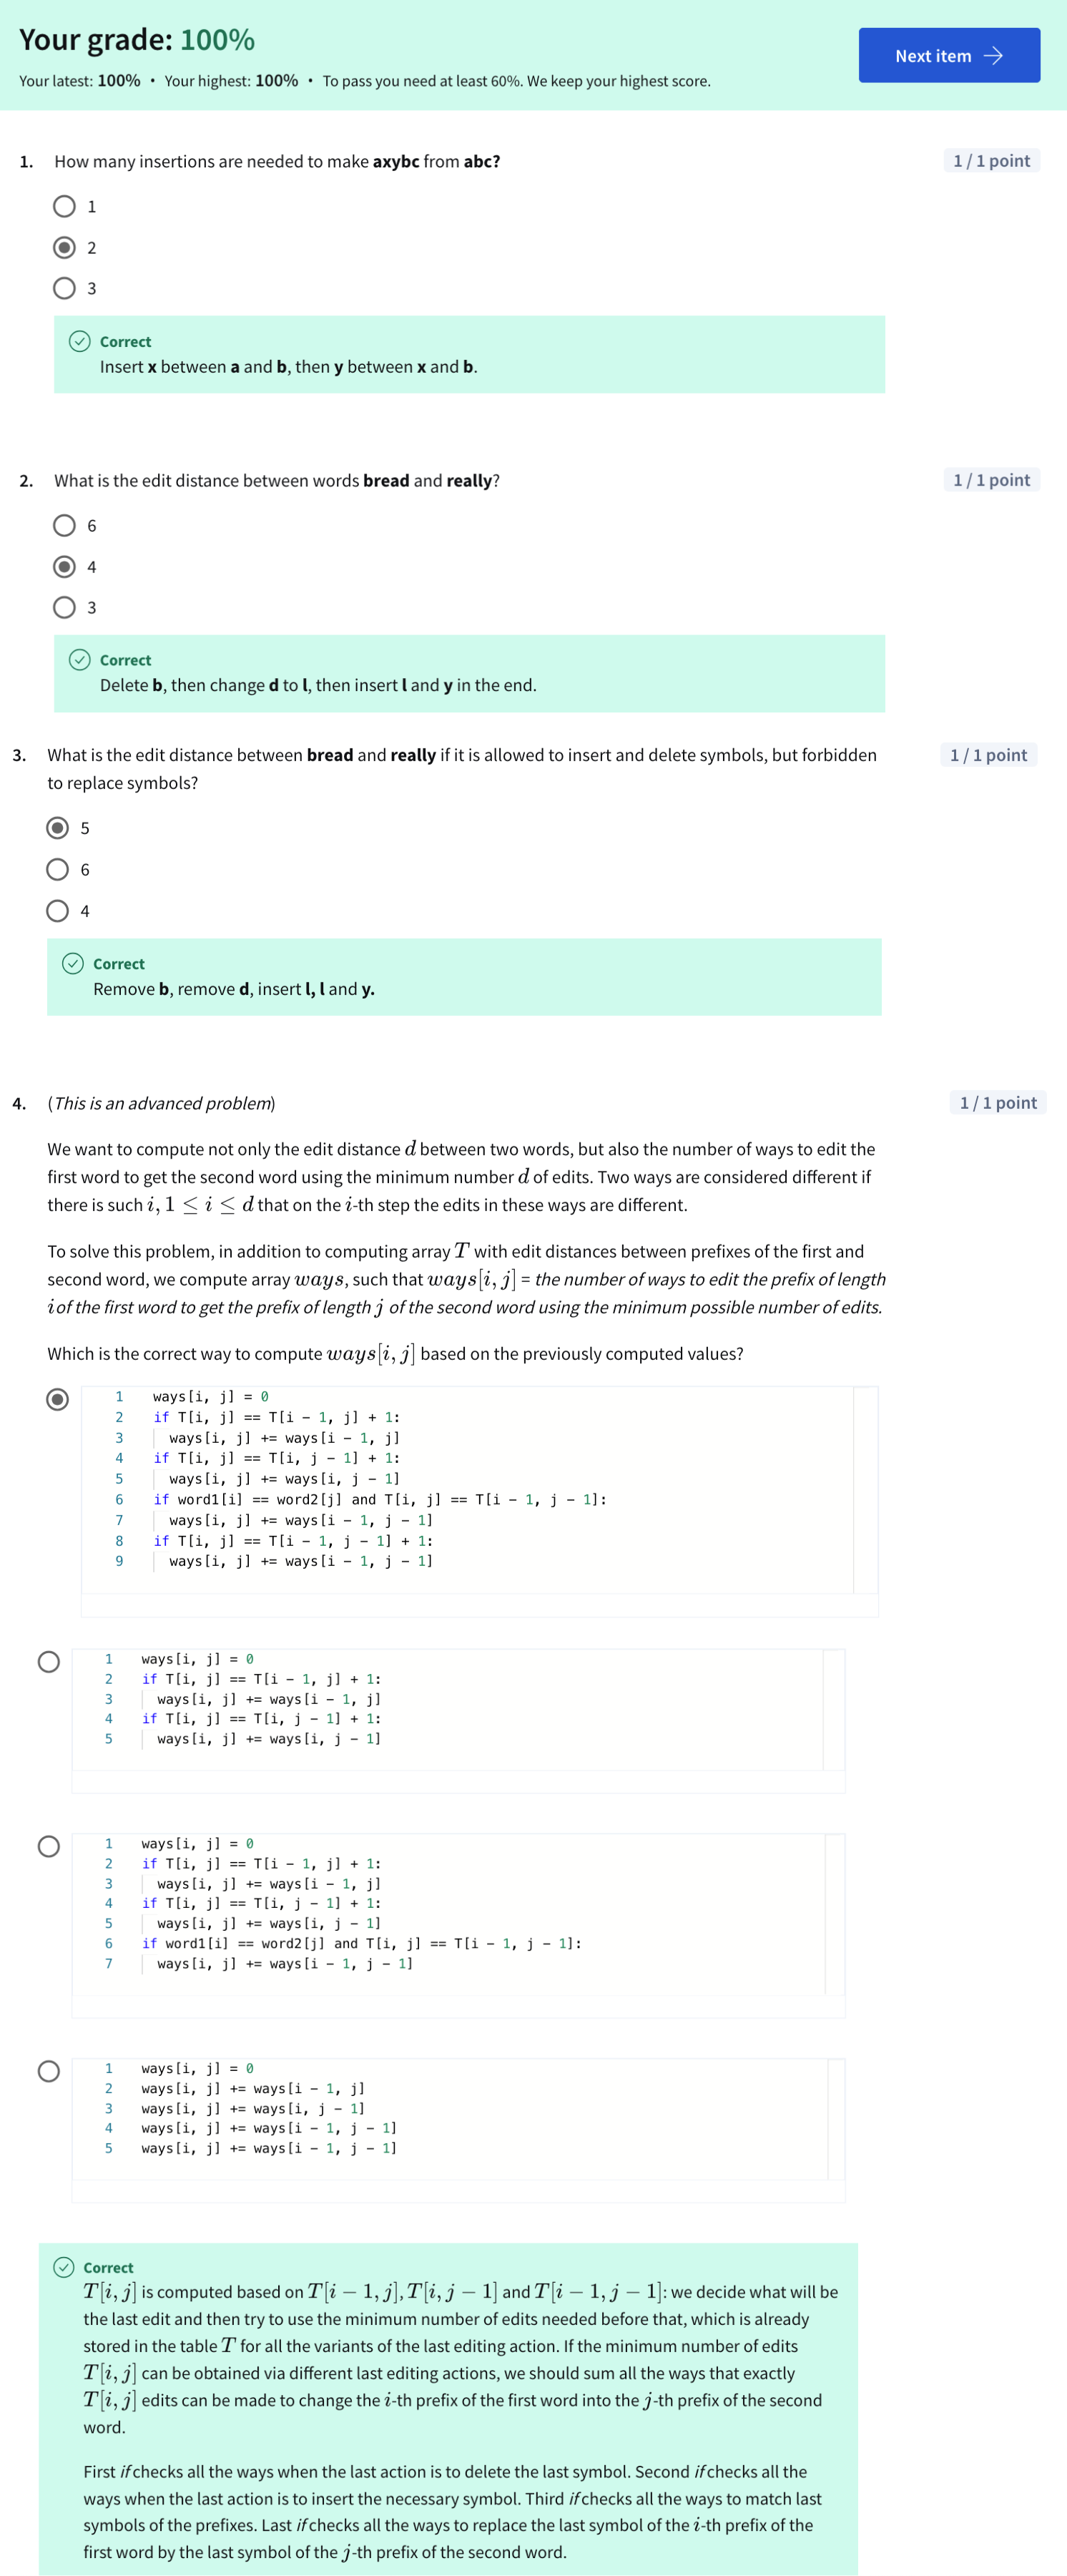 Your grade: 100%
Next item →
Your latest: 100% • Your highest: 100% • To pass you need at least 60%. We keep your highest score.
1. How many insertions are needed to make axybc from abc?
1 / 1 point
1
2
3
Correct
Insert x between a and b, then y between x and b.
2. What is the edit distance between words bread and really?
1 / 1 point
6
4
3
Correct
Delete b, then change d to l, then insert l and y in the end.
3. What is the edit distance between bread and really if it is allowed to insert and delete symbols, but forbidden
to replace symbols?
1 / 1 point
5
6
4
Correct
Remove b, remove d, insert l, l and y.
4. (This is an advanced problem)
1 / 1 point
We want to compute not only the edit distance d between two words, but also the number of ways to edit the
first word to get the second word using the minimum number d of edits. Two ways are considered different if
there is such i, 1 ≤ i ≤ d that on the i-th step the edits in these ways are different.
To solve this problem, in addition to computing array T with edit distances between prefixes of the first and
second word, we compute array ways, such that ways[i, j] = the number of ways to edit the prefix of length
i of the first word to get the prefix of length j of the second word using the minimum possible number of edits.
Which is the correct way to compute ways[i, j] based on the previously computed values?
1 ways[i, j] = 0
2 if T[i, j] == T[i - 1, j] + 1:
3 ways[i, j] += ways[i - 1, j]
4 if T[i, j] == T[i, j - 1] + 1:
5 ways[i, j] += ways[i, j - 1]
6 if word1[i] == word2[j] and T[i, j] == T[i - 1, j - 1]:
7 ways[i, j] += ways[i - 1, j - 1]
8 if T[i, j] == T[i - 1, j - 1] + 1:
9 ways[i, j] += ways[i - 1, j - 1]
1 ways[i, j] = 0
2 if T[i, j] == T[i - 1, j] + 1:
3 ways[i, j] += ways[i - 1, j]
4 if T[i, j] == T[i, j - 1] + 1:
5 ways[i, j] += ways[i, j - 1]
1 ways[i, j] = 0
2 if T[i, j] == T[i - 1, j] + 1:
3 ways[i, j] += ways[i - 1, j]
4 if T[i, j] == T[i, j - 1] + 1:
5 ways[i, j] += ways[i, j - 1]
6 if word1[i] == word2[j] and T[i, j] == T[i - 1, j - 1]:
7 ways[i, j] += ways[i - 1, j - 1]
1 ways[i, j] = 0
2 ways[i, j] += ways[i - 1, j]
3 ways[i, j] += ways[i, j - 1]
4 ways[i, j] += ways[i - 1, j - 1]
5 ways[i, j] += ways[i - 1, j - 1]
Correct
T[i, j] is computed based on T[i − 1, j], T[i, j − 1] and T[i − 1, j − 1]: we decide what will be
the last edit and then try to use the minimum number of edits needed before that, which is already
stored in the table T for all the variants of the last editing action. If the minimum number of edits
T[i, j] can be obtained via different last editing actions, we should sum all the ways that exactly
T[i, j] edits can be made to change the i-th prefix of the first word into the j-th prefix of the second
word.
First if checks all the ways when the last action is to delete the last symbol. Second if checks all the
ways when the last action is to insert the necessary symbol. Third if checks all the ways to match last
symbols of the prefixes. Last if checks all the ways to replace the last symbol of the i-th prefix of the
first word by the last symbol of the j-th prefix of the second word.